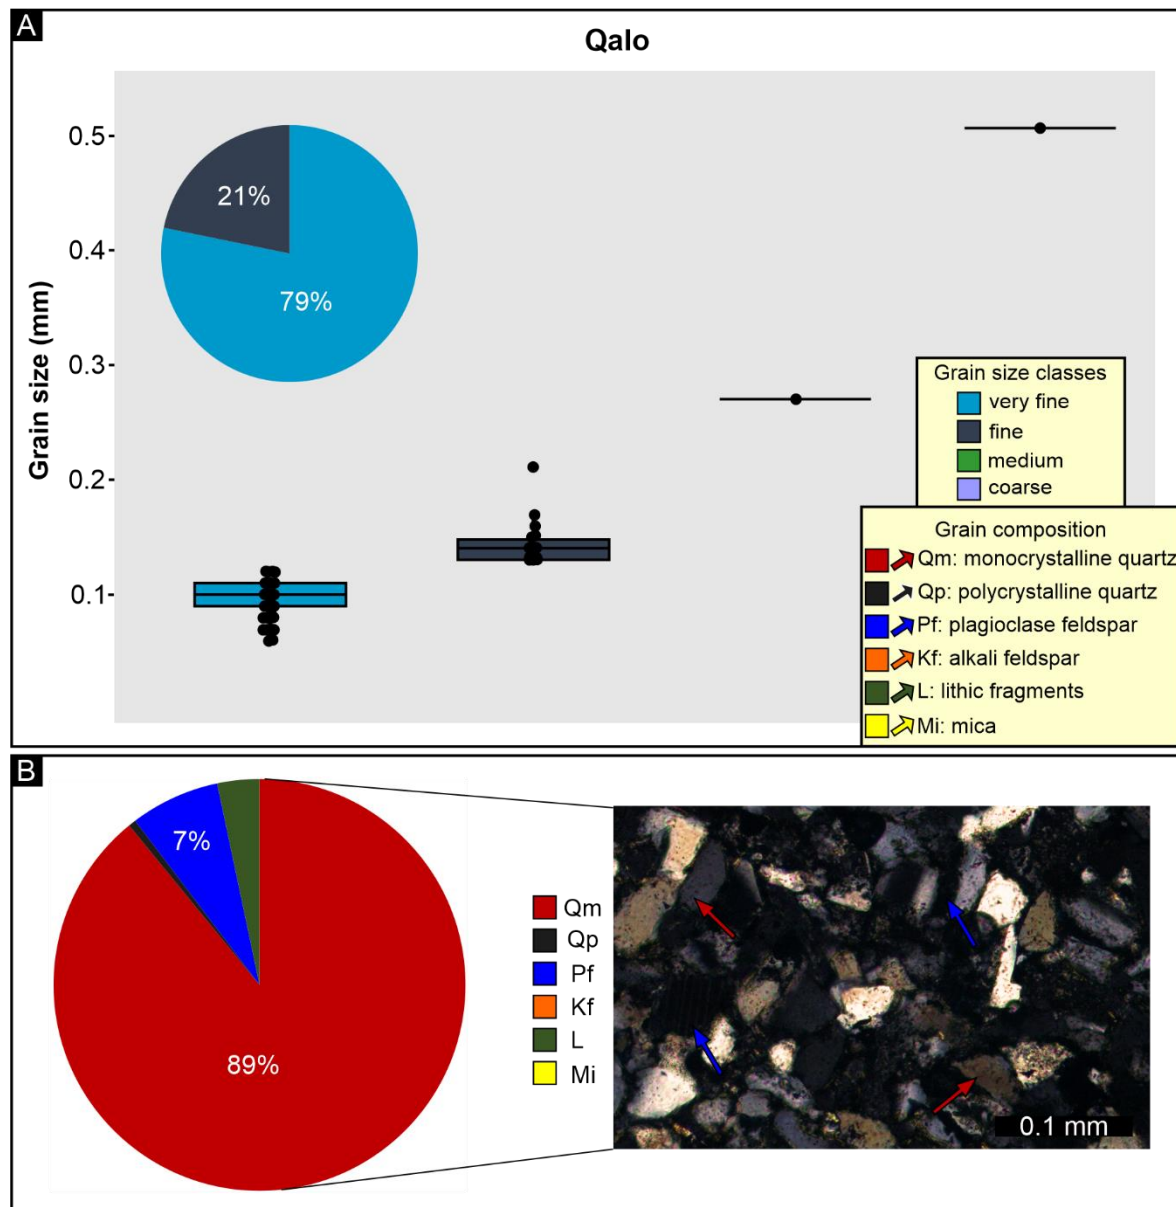 A
Qalo
Grain size (mm)
0.5
0.4
0.3
0.2
0.1
21%
79%
Grain size classes
very fine
fine
medium
coarse
Grain composition
Qm: monocrystalline quartz
Qp: polycrystalline quartz
Pf: plagioclase feldspar
Kf: alkali feldspar
L: lithic fragments
Mi: mica
B
7%
89%
Qm
Qp
Pf
Kf
L
Mi
0.1 mm